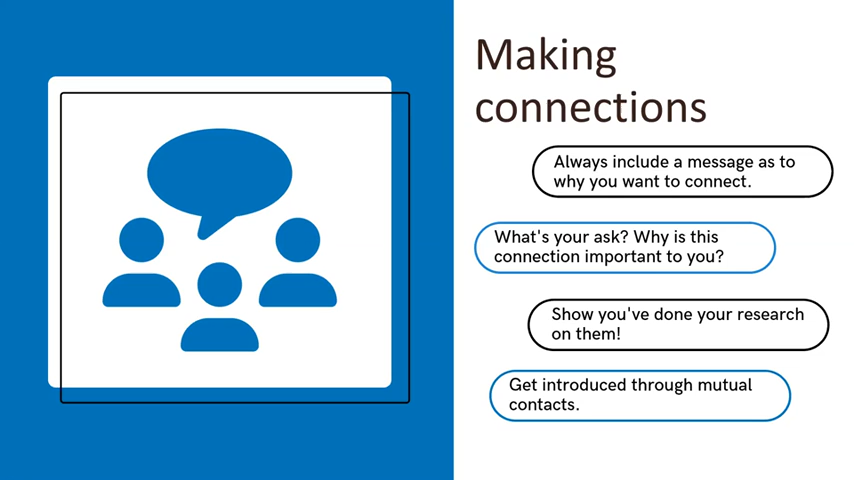 Making
connections
Always include a message as to
why you want to connect.
What's your ask? Why is this
connection important to you?
Show you've done your research
on them!
Get introduced through mutual
contacts.